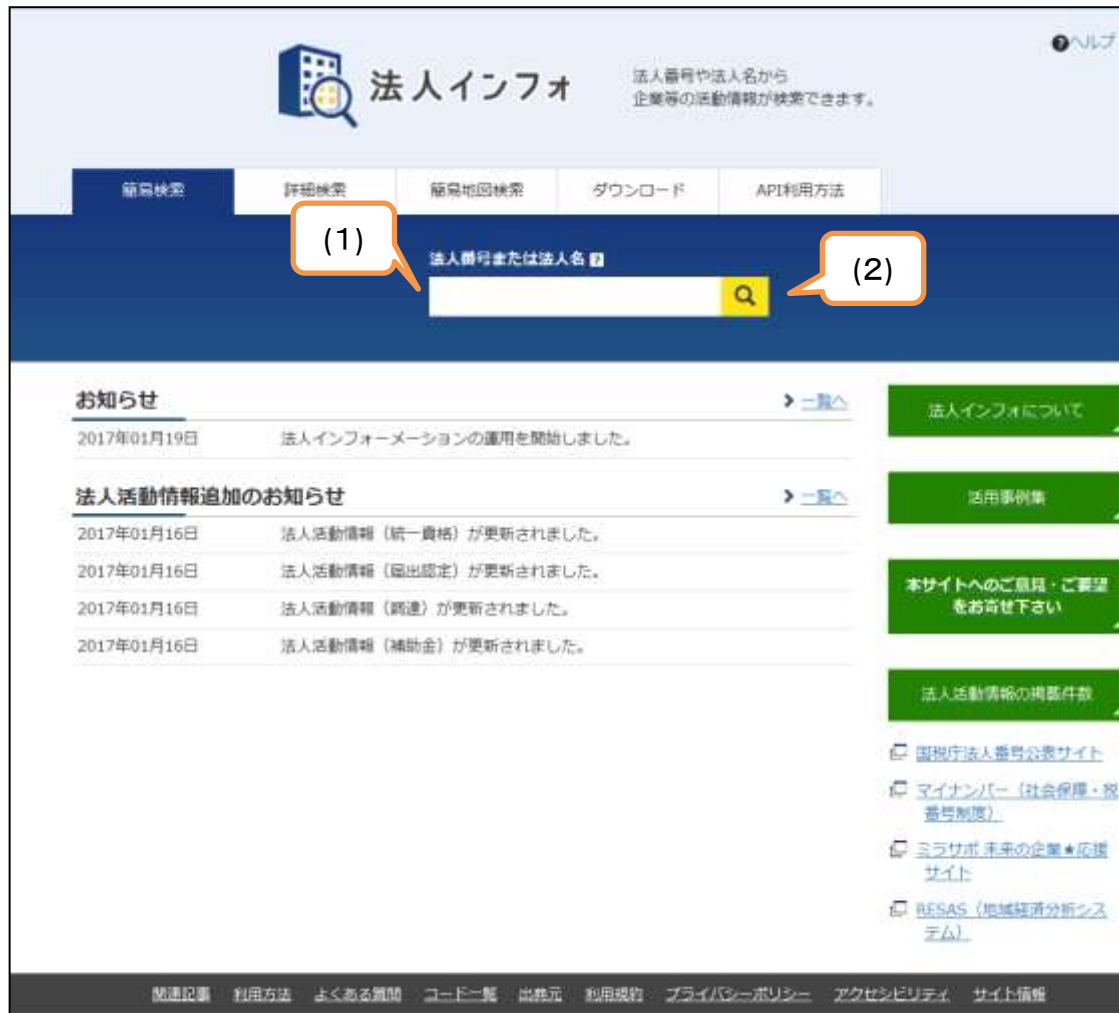 ヘルプ
法人インフォ
法人番号や法人名から
企業等の活動情報が検索できます。
簡易検索 詳細検索 簡易地図検索 ダウンロード API利用方法
(1)
法人番号または法人名 ?
(2)
お知らせ 一覧へ
2017年01月19日 法人インフォーメーションの運用を開始しました。
法人活動情報追加のお知らせ 一覧へ
2017年01月16日 法人活動情報（統一資格）が更新されました。
2017年01月16日 法人活動情報（届出認定）が更新されました。
2017年01月16日 法人活動情報（調達）が更新されました。
2017年01月16日 法人活動情報（補助金）が更新されました。
法人インフォについて
活用事例集
本サイトへのご意見・ご要望
をお寄せ下さい
法人活動情報の掲載件数
国税庁法人番号公表サイト
マイナンバー（社会保障・税
番号制度）
ミラサポ 未来の企業★応援
サイト
RESAS（地域経済分析シス
テム）
関連記事 利用方法 よくある質問 コード一覧 出典元 利用規約 プライバシーポリシー アクセシビリティ サイト情報